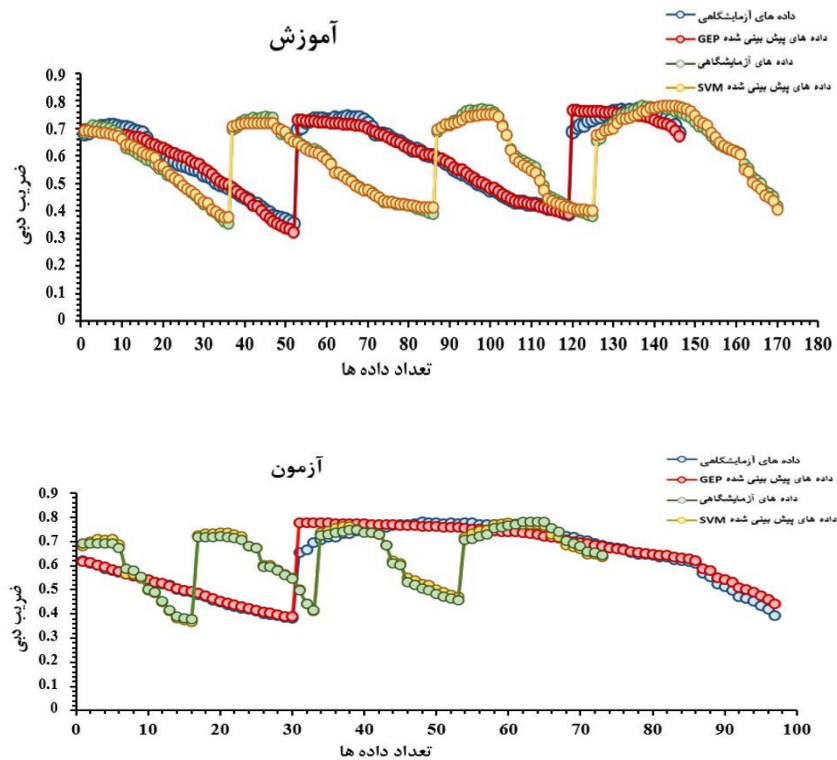 آموزش
داده های آزمایشگاهی
داده های پیش بینی شده GEP
داده های آزمایشگاهی
داده های پیش بینی شده SVM
ضریب دبی
0.9
0.8
0.7
0.6
0.5
0.4
0.3
0.2
0.1
0
0 10 20 30 40 50 60 70 80 90 100 110 120 130 140 150 160 170 180
تعداد داده ها
آزمون
داده های آزمایشگاهی
داده های پیش بینی شده GEP
داده های آزمایشگاهی
داده های پیش بینی شده SVM
ضریب دبی
0.9
0.8
0.7
0.6
0.5
0.4
0.3
0.2
0.1
0
0 10 20 30 40 50 60 70 80 90 100
تعداد داده ها